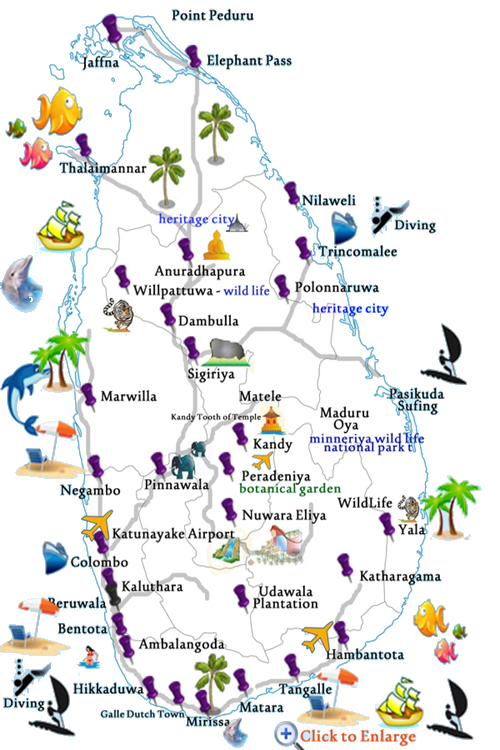 Point Peduru
Jaffna
Elephant Pass
Thalaimannar
Nilaweli
heritage city
Diving
Trincomalee
Anuradhapura
Willpattuwa - wild life
Polonnaruwa
heritage city
Dambulla
Sigiriya
Marwilla
Matele
Pasikuda
Sufing
Kandy Tooth of Temple
Maduru
Oya
Kandy
minneriya wild life
national park t
Peradeniya
Pinnawala
botanical garden
Negambo
WildLife
Nuwara Eliya
Yala
Katunayake Airport
Colombo
Katharagama
Kaluthara
Udawala
Plantation
Beruwala
Bentota
Ambalangoda
Hambantota
Hikkaduwa
Tangalle
Diving
Matara
Galle Dutch Town
Mirissa
Click to Enlarge